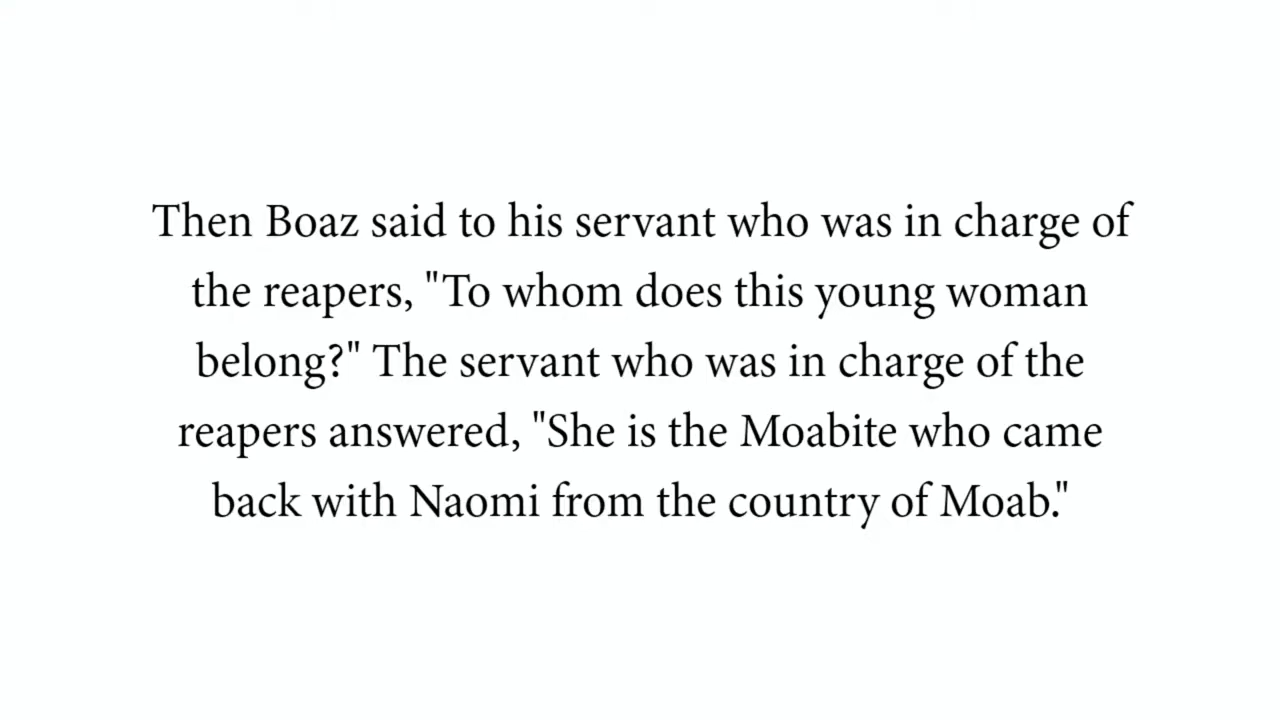 Then Boaz said to his servant who was in charge of
the reapers, "To whom does this young woman
belong?" The servant who was in charge of the
reapers answered, "She is the Moabite who came
back with Naomi from the country of Moab."